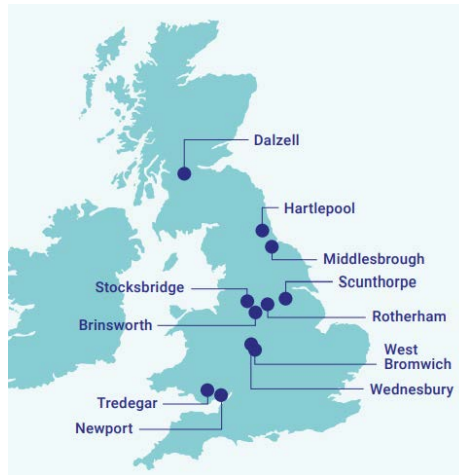 Dalzell
Hartlepool
Middlesbrough
Stocksbridge
Scunthorpe
Brinsworth
Rotherham
West
Bromwich
Wednesbury
Tredegar
Newport